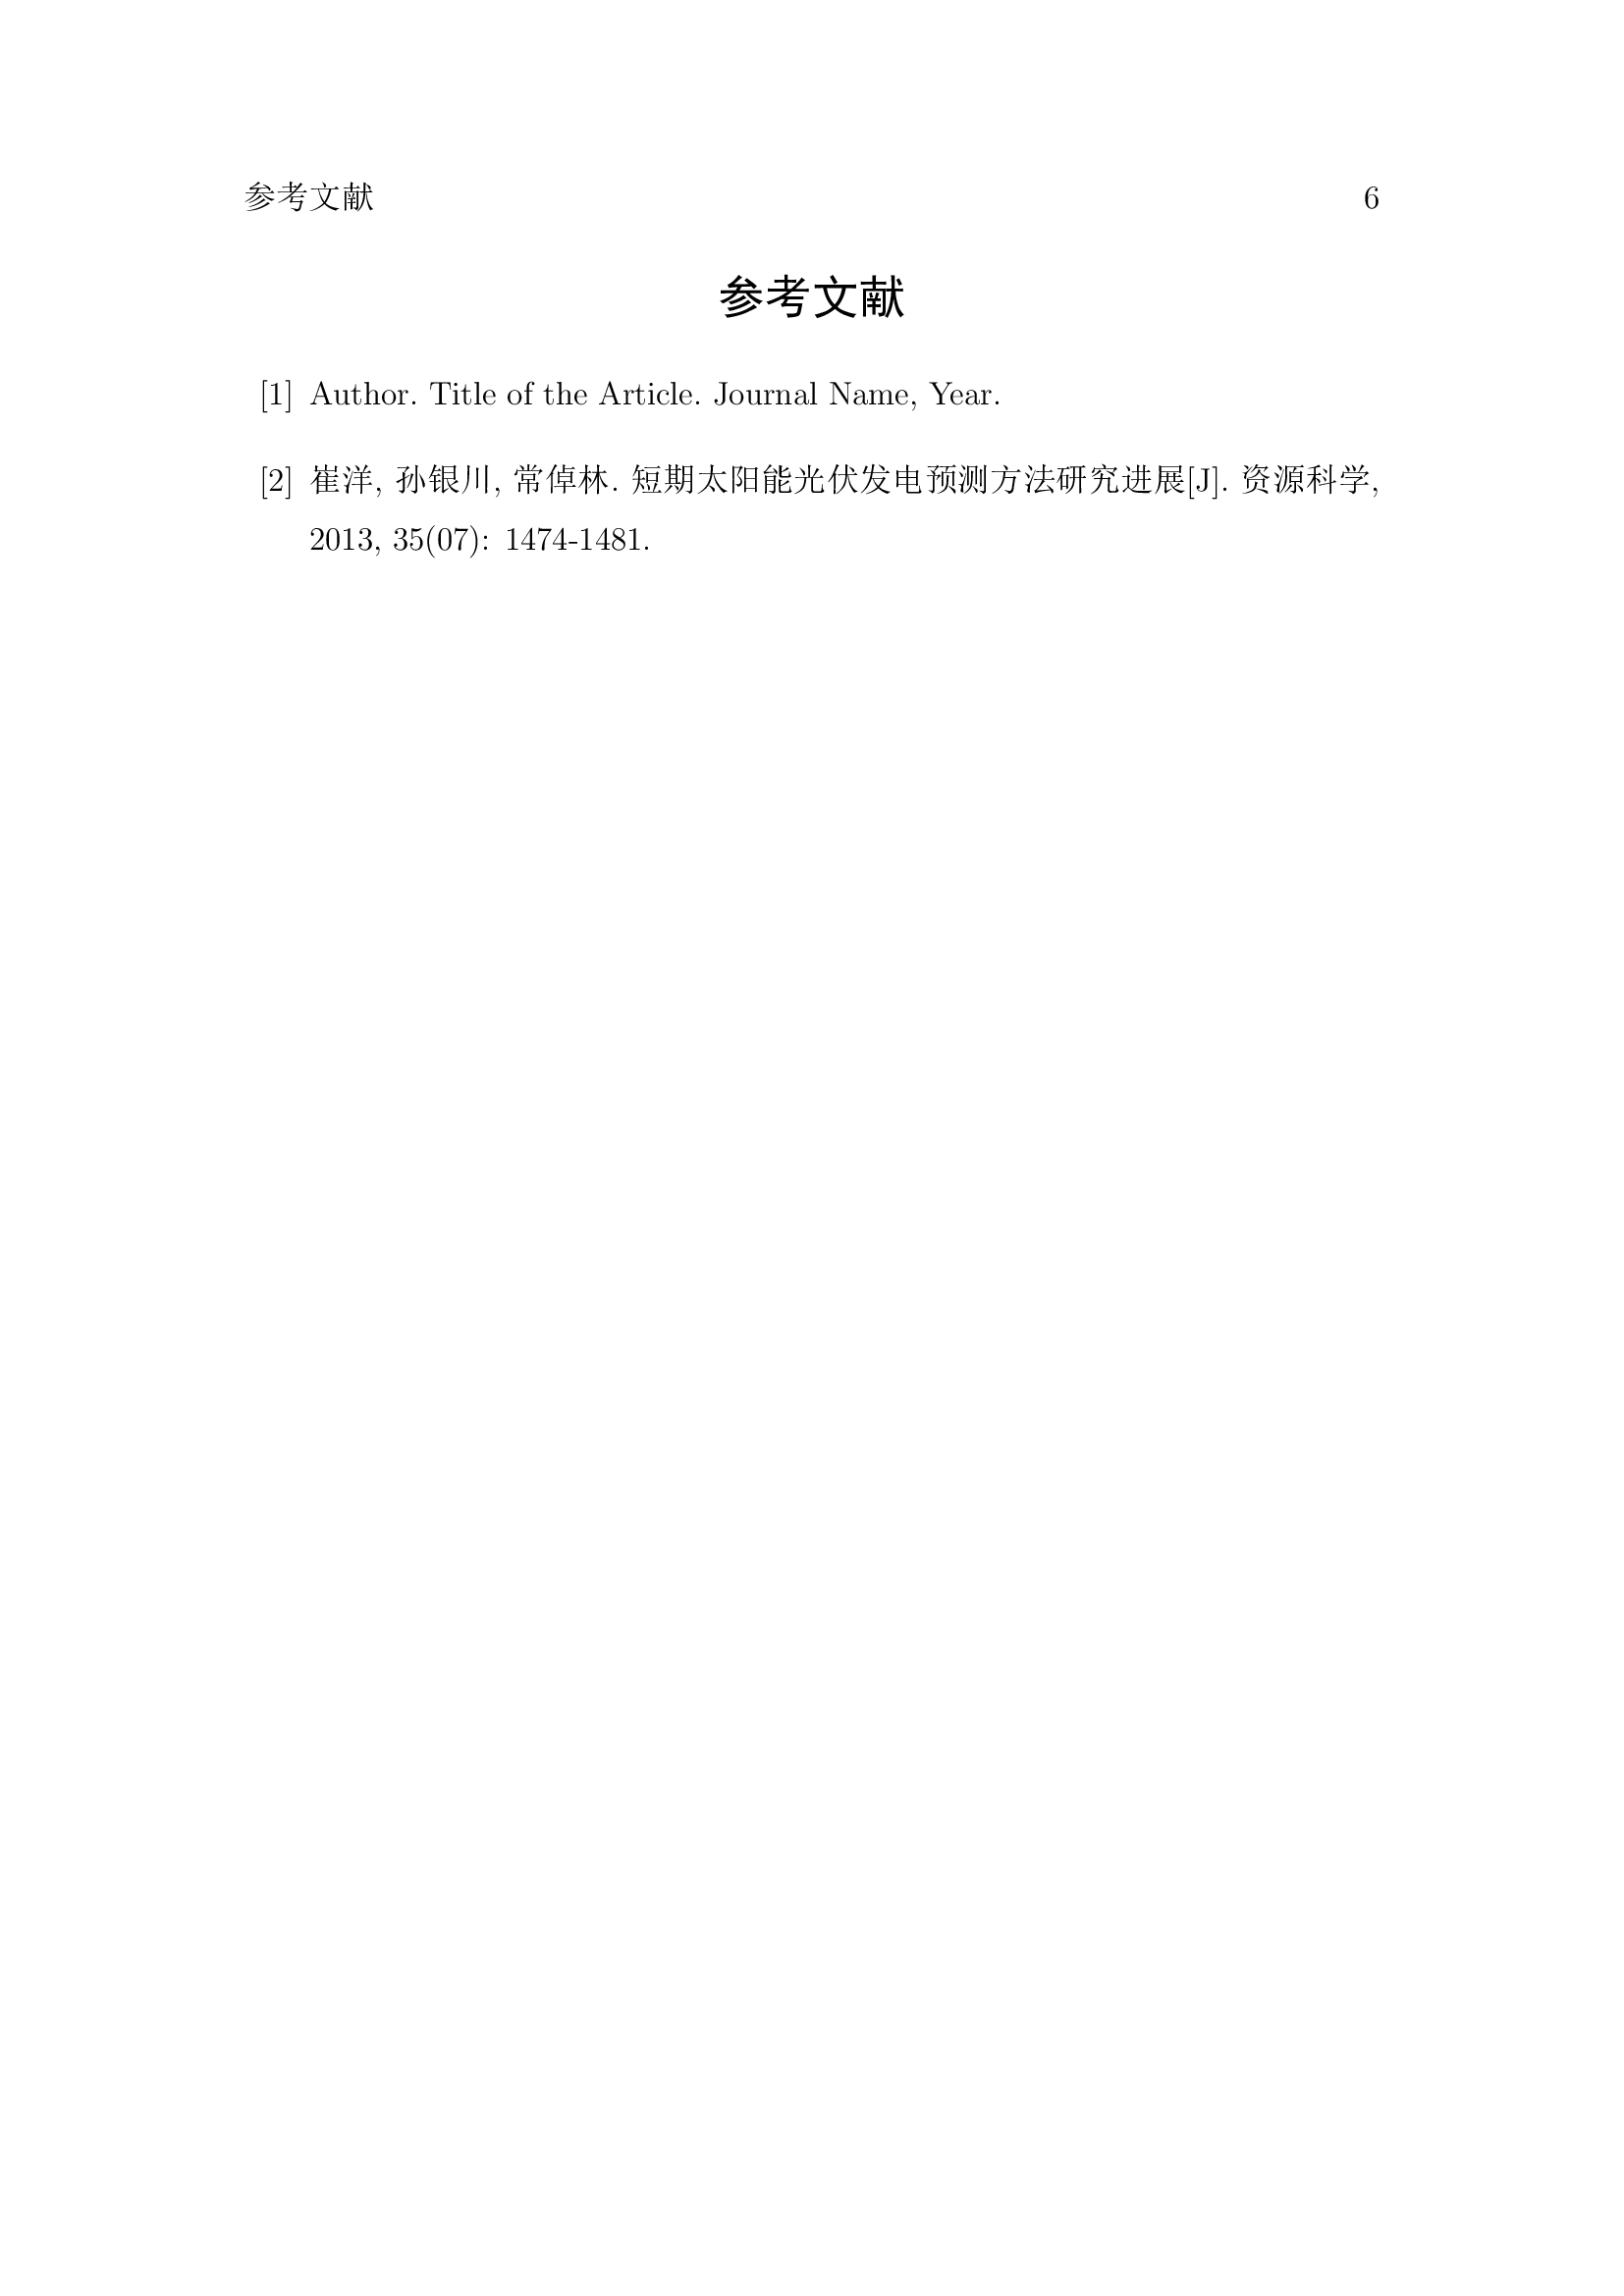 参考文献 6
参考文献
[1] Author. Title of the Article. Journal Name, Year.
[2] 崔洋, 孙银川, 常倬林. 短期太阳能光伏发电预测方法研究进展[J]. 资源科学,
2013, 35(07): 1474-1481.